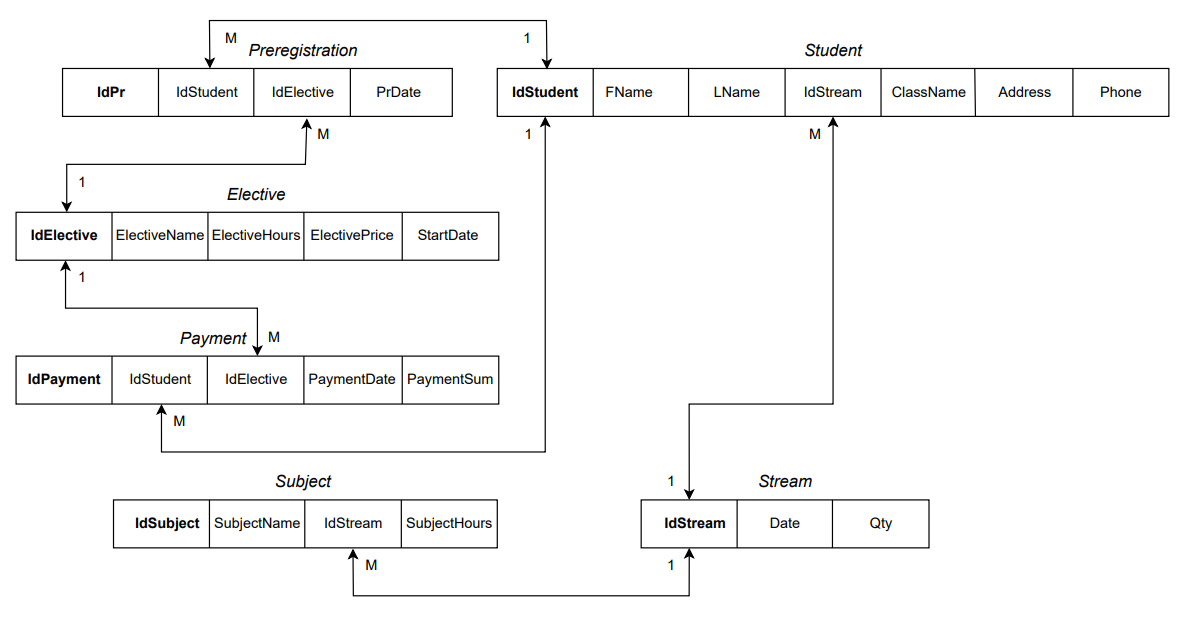 M
1
Preregistration
Student
IdPr IdStudent IdElective PrDate
IdStudent FName LName IdStream ClassName Address Phone
M
1
M
1
Elective
IdElective ElectiveName ElectiveHours ElectivePrice StartDate
1
Payment
M
IdPayment IdStudent IdElective PaymentDate PaymentSum
M
Subject
1
Stream
IdSubject SubjectName IdStream SubjectHours
IdStream Date Qty
M
1